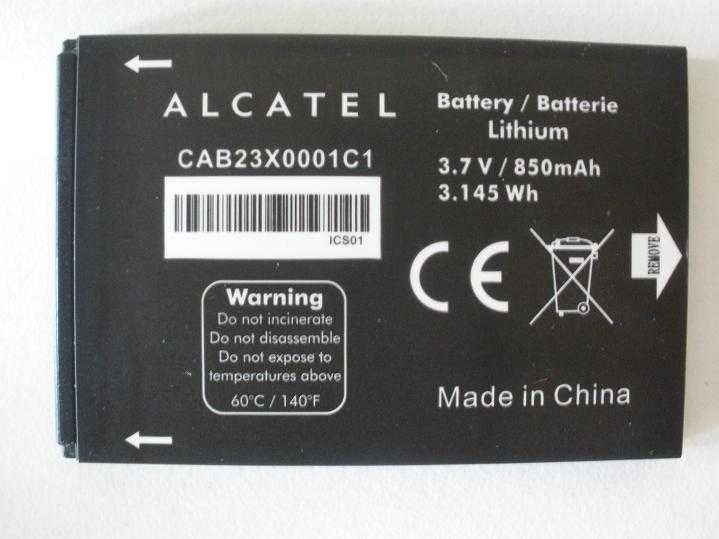 ALCATEL
CAB23X0001C1
ICS01
Warning
Do not incinerate
Do not disassemble
Do not expose to
temperatures above
60°C / 140°F
Battery / Batterie
Lithium
3.7 V / 850mAh
3.145 Wh
CE
REMOVE
Made in China